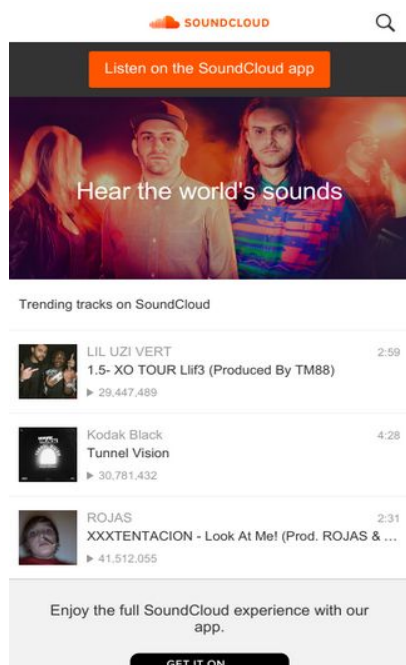 SOUNDCLOUD
Listen on the SoundCloud app
Hear the world's sounds
Trending tracks on SoundCloud
LIL UZI VERT 2:59
1.5- XO TOUR Llif3 (Produced By TM88)
29,447,489
Kodak Black 4:28
Tunnel Vision
30,781,432
ROJAS 2:31
XXXTENTACION - Look At Me! (Prod. ROJAS & ...
41,512,055
Enjoy the full SoundCloud experience with our
app.
GET IT ON